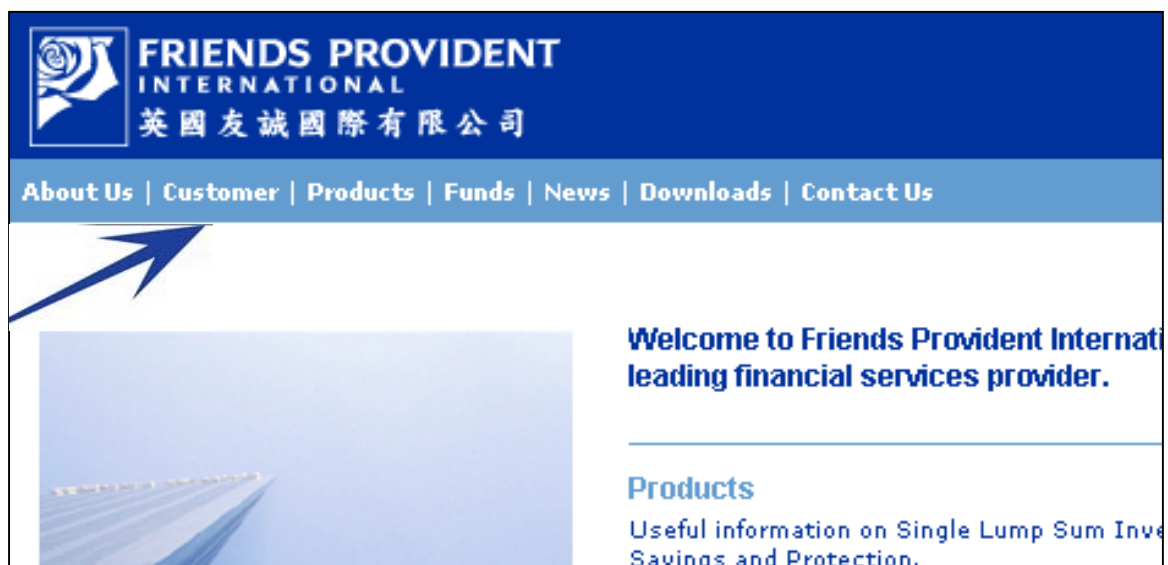 FRIENDS PROVIDENT
INTERNATIONAL
英國友誠國際有限公司
About Us | Customer | Products | Funds | News | Downloads | Contact Us
Welcome to Friends Provident Internati
leading financial services provider.
Products
Useful information on Single Lump Sum Inve
Savings and Protection.